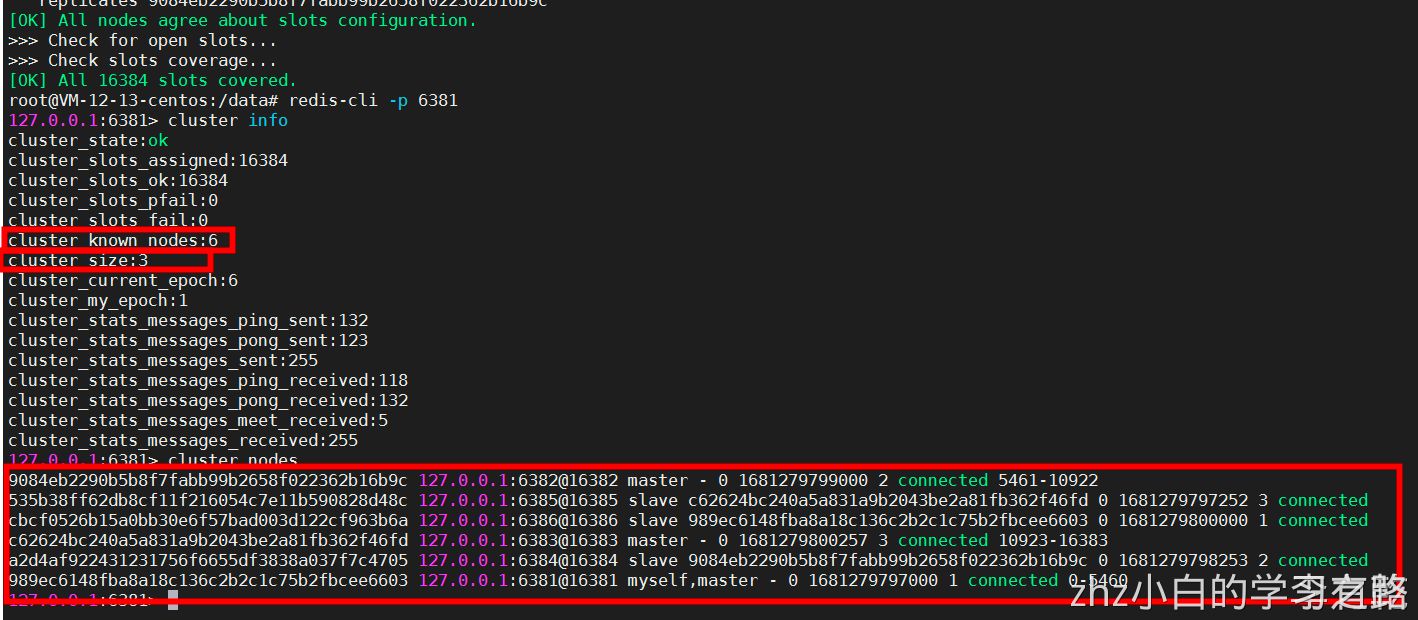 replicates 9084eb2290b5b8f7fabb99b2658f022362b16b9c
[OK] All nodes agree about slots configuration.
>>> Check for open slots...
>>> Check slots coverage...
[OK] All 16384 slots covered.
root@VM-12-13-centos:/data# redis-cli -p 6381
127.0.0.1:6381> cluster info
cluster_state:ok
cluster_slots_assigned:16384
cluster_slots_ok:16384
cluster_slots_pfail:0
cluster_slots_fail:0
cluster_known_nodes:6
cluster_size:3
cluster_current_epoch:6
cluster_my_epoch:1
cluster_stats_messages_ping_sent:132
cluster_stats_messages_pong_sent:123
cluster_stats_messages_sent:255
cluster_stats_messages_ping_received:118
cluster_stats_messages_pong_received:132
cluster_stats_messages_meet_received:5
cluster_stats_messages_received:255
127.0.0.1:6381> cluster nodes
9084eb2290b5b8f7fabb99b2658f022362b16b9c 127.0.0.1:6382@16382 master - 0 1681279799000 2 connected 5461-10922
535b38ff62db8cf11f216054c7e11b590828d48c 127.0.0.1:6385@16385 slave c62624bc240a5a831a9b2043be2a81fb362f46fd 0 1681279797252 3 connected
cbcf0526b15a0bb30e6f57bad003d122cf963b6a 127.0.0.1:6386@16386 slave 989ec6148fba8a18c136c2b2c1c75b2fbcee6603 0 1681279800000 1 connected
c62624bc240a5a831a9b2043be2a81fb362f46fd 127.0.0.1:6383@16383 master - 0 1681279800257 3 connected 10923-16383
a2d4af922431231756f6655df3838a037f7c4705 127.0.0.1:6384@16384 slave 9084eb2290b5b8f7fabb99b2658f022362b16b9c 0 1681279798253 2 connected
989ec6148fba8a18c136c2b2c1c75b2fbcee6603 127.0.0.1:6381@16381 myself,master - 0 1681279797000 1 connected 0-5460
127.0.0.1:6381>
zhz小白的学习之路